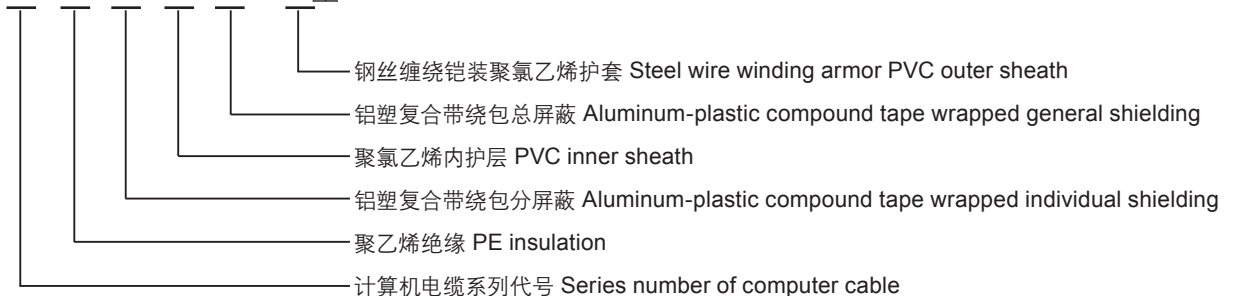 钢丝缠绕铠装聚氯乙烯护套 Steel wire winding armor PVC outer sheath
铝塑复合带绕包总屏蔽 Aluminum-plastic compound tape wrapped general shielding
聚氯乙烯内护层 PVC inner sheath
铝塑复合带绕包分屏蔽 Aluminum-plastic compound tape wrapped individual shielding
聚乙烯绝缘 PE insulation
计算机电缆系列代号 Series number of computer cable